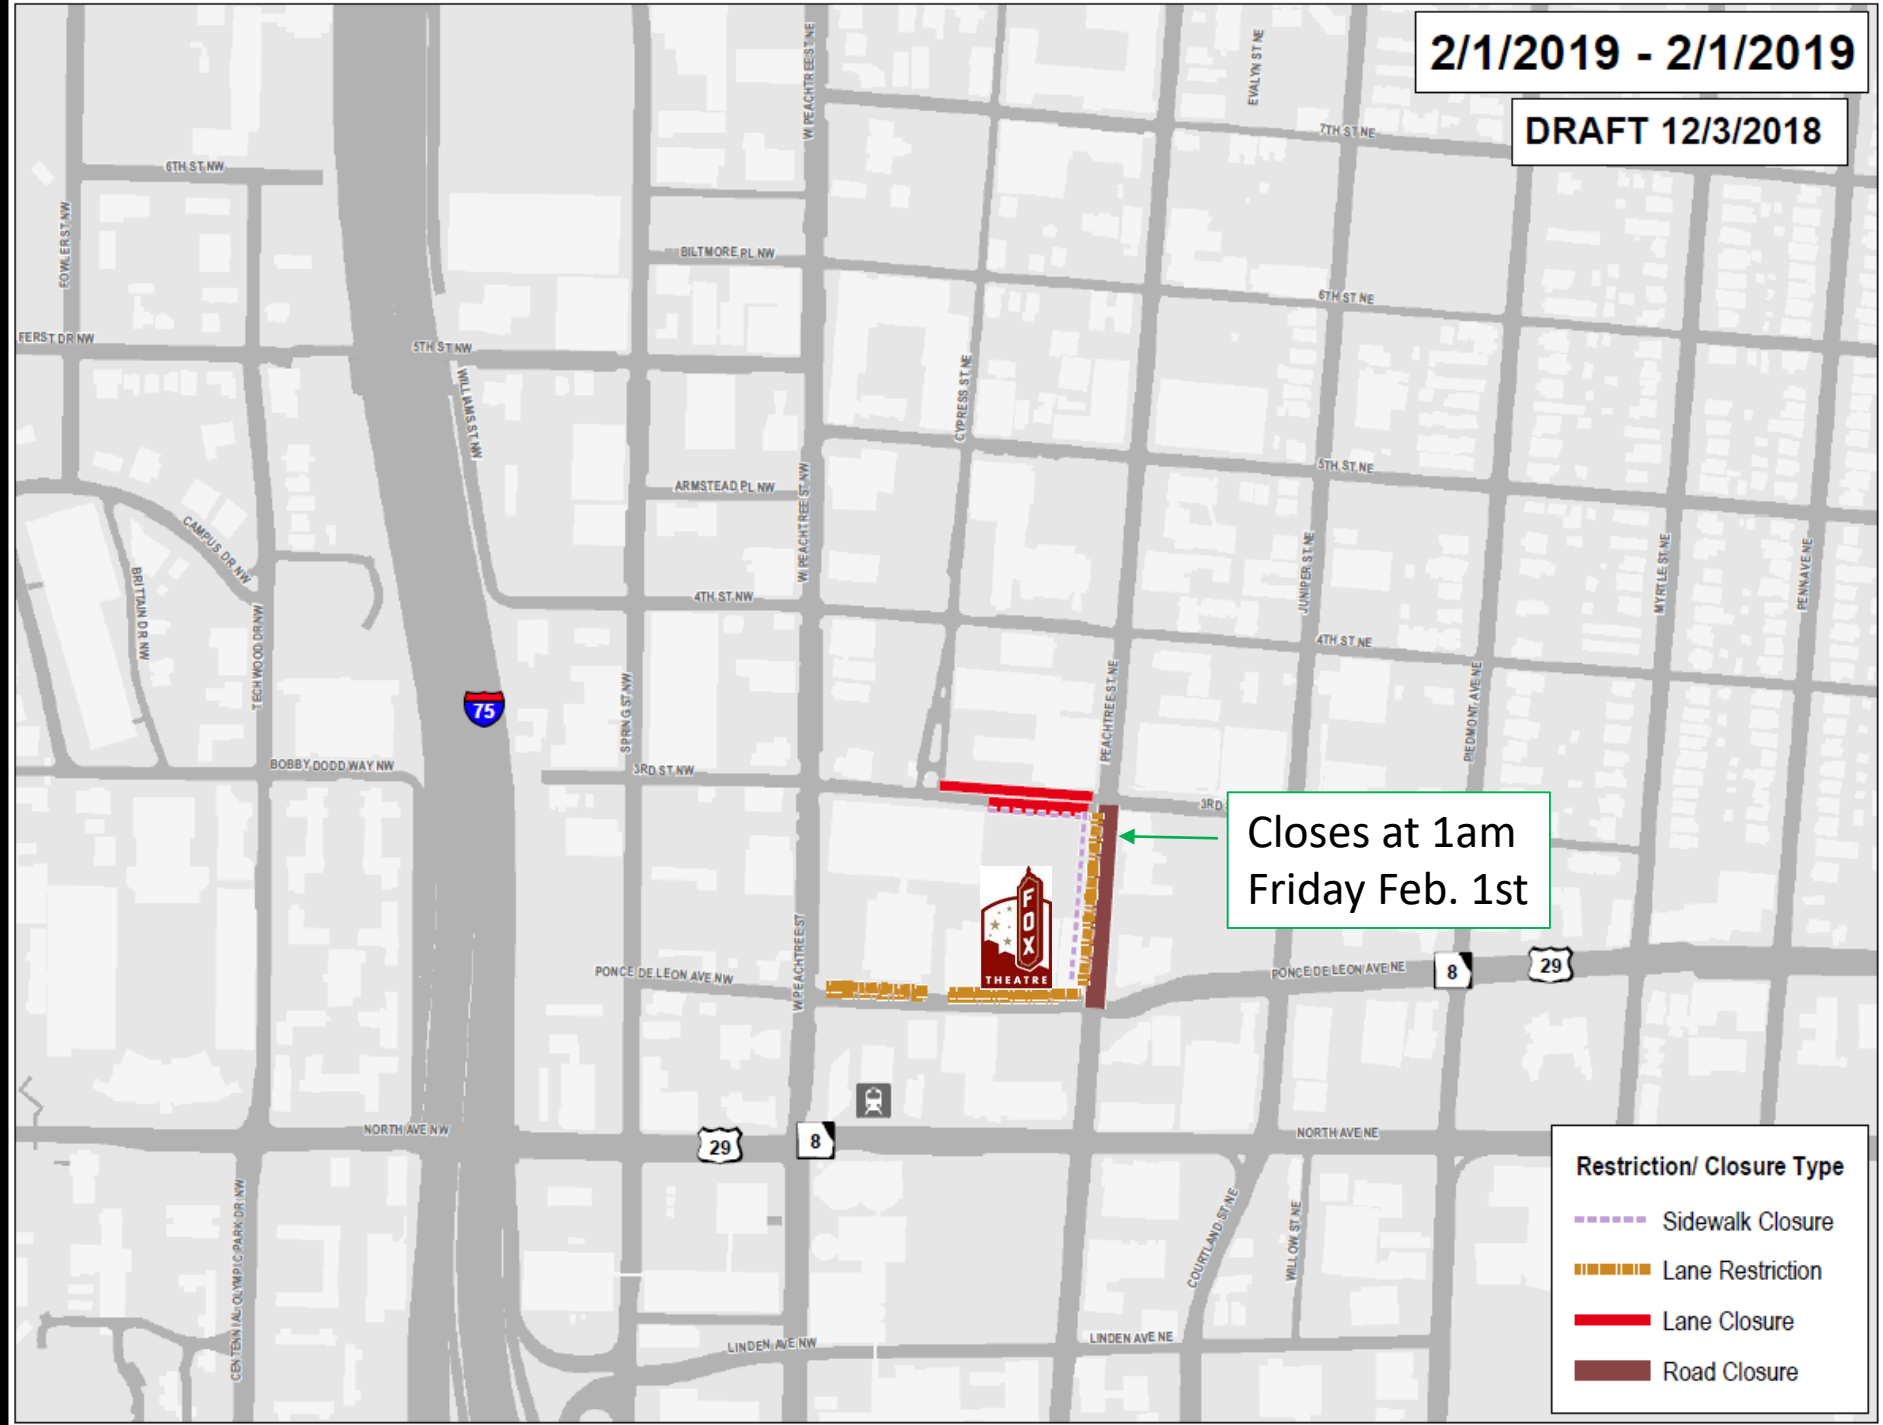 2/1/2019 - 2/1/2019
DRAFT 12/3/2018
W PEACHTREE ST NE
EVALYN ST NE
7TH ST NE
6TH ST NW
FOWLER ST NW
BILTMORE PL NW
6TH ST NE
FERST DR NW
5TH ST NW
WILLIAMS ST NW
CYPRESS ST NE
5TH ST NE
ARMSTEAD PL NW
W PEACHTREE ST NW
CAMPUS DR NW
BRITTAIN DR NW
TECHWOOD DR NW
4TH ST NW
JUNIPER ST NE
4TH ST NE
MYRTLE ST NE
PENN AVE NE
PEACHTREE ST NE
PIEDMONT AVE NE
SPRING ST NW
75
BOBBY DODD WAY NW
3RD ST NW
3RD
Closes at 1am
Friday Feb. 1st
FOX
THEATRE
W PEACHTREE ST
PONCE DE LEON AVE NW
PONCE DE LEON AVE NE
8
29
NORTH AVE NW
29
8
NORTH AVE NE
CENTENNIAL OLYMPIC PARK DR NW
COURTLAND ST NE
WILLOW ST NE
LINDEN AVE NW
LINDEN AVE NE
Restriction/ Closure Type
Sidewalk Closure
Lane Restriction
Lane Closure
Road Closure